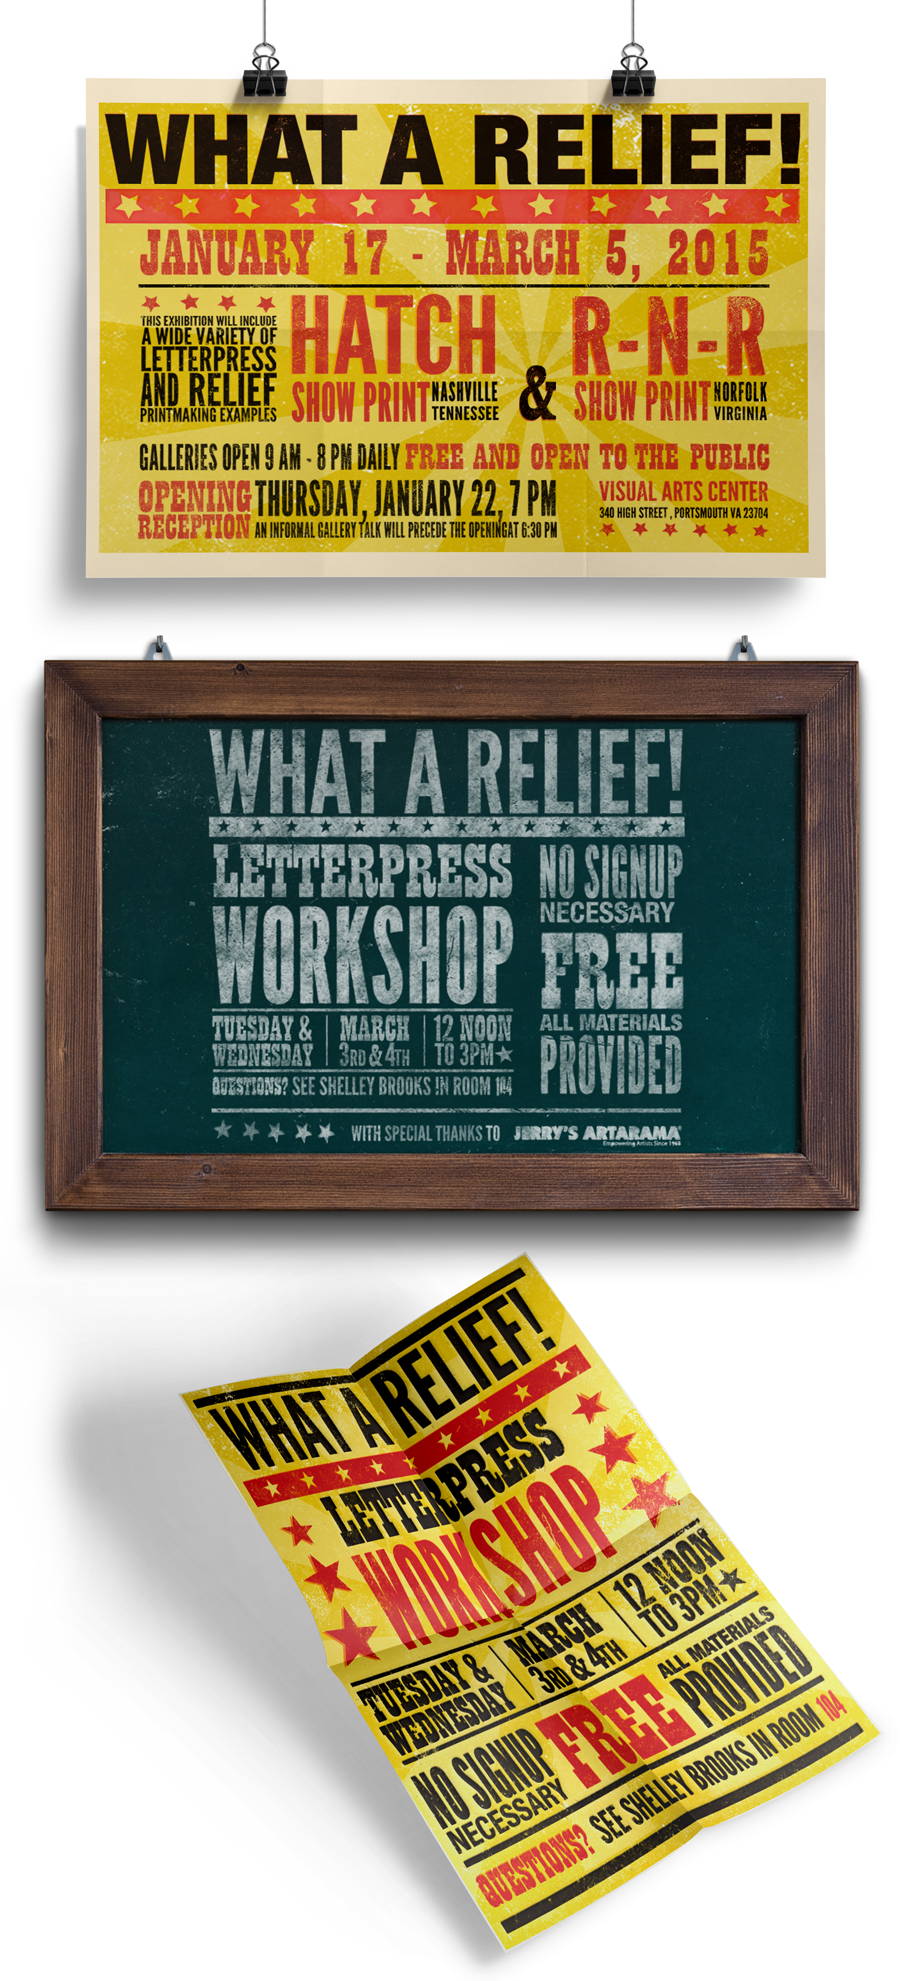 WHAT A RELIEF!
JANUARY 17 - MARCH 5, 2015
THIS EXHIBITION WILL INCLUDE
A WIDE VARIETY OF
LETTERPRESS
AND RELIEF
PRINTMAKING EXAMPLES
HATCH
SHOW PRINT NASHVILLE
TENNESSEE
&
R-N-R
SHOW PRINT NORFOLK
VIRGINIA
GALLERIES OPEN 9 AM - 8 PM DAILY FREE AND OPEN TO THE PUBLIC
OPENING
RECEPTION
THURSDAY, JANUARY 22, 7 PM
AN INFORMAL GALLERY TALK WILL PRECEDE THE OPENINGAT 6:30 PM
VISUAL ARTS CENTER
340 HIGH STREET , PORTSMOUTH VA 23704
WHAT A RELIEF!
LETTERPRESS
WORKSHOP
TUESDAY &
WEDNESDAY
MARCH
3RD & 4TH
12 NOON
TO 3PM
QUESTIONS? SEE SHELLEY BROOKS IN ROOM 104
NO SIGNUP
NECESSARY
FREE
ALL MATERIALS
PROVIDED
WITH SPECIAL THANKS TO JERRY'S ARTARAMA
Empowering Artists Since 1968
WHAT A RELIEF!
LETTERPRESS
WORKSHOP
TUESDAY &
WEDNESDAY
MARCH
3RD & 4TH
12 NOON
TO 3PM
NO SIGNUP
NECESSARY
FREE
ALL MATERIALS
PROVIDED
QUESTIONS? SEE SHELLEY BROOKS IN ROOM 104